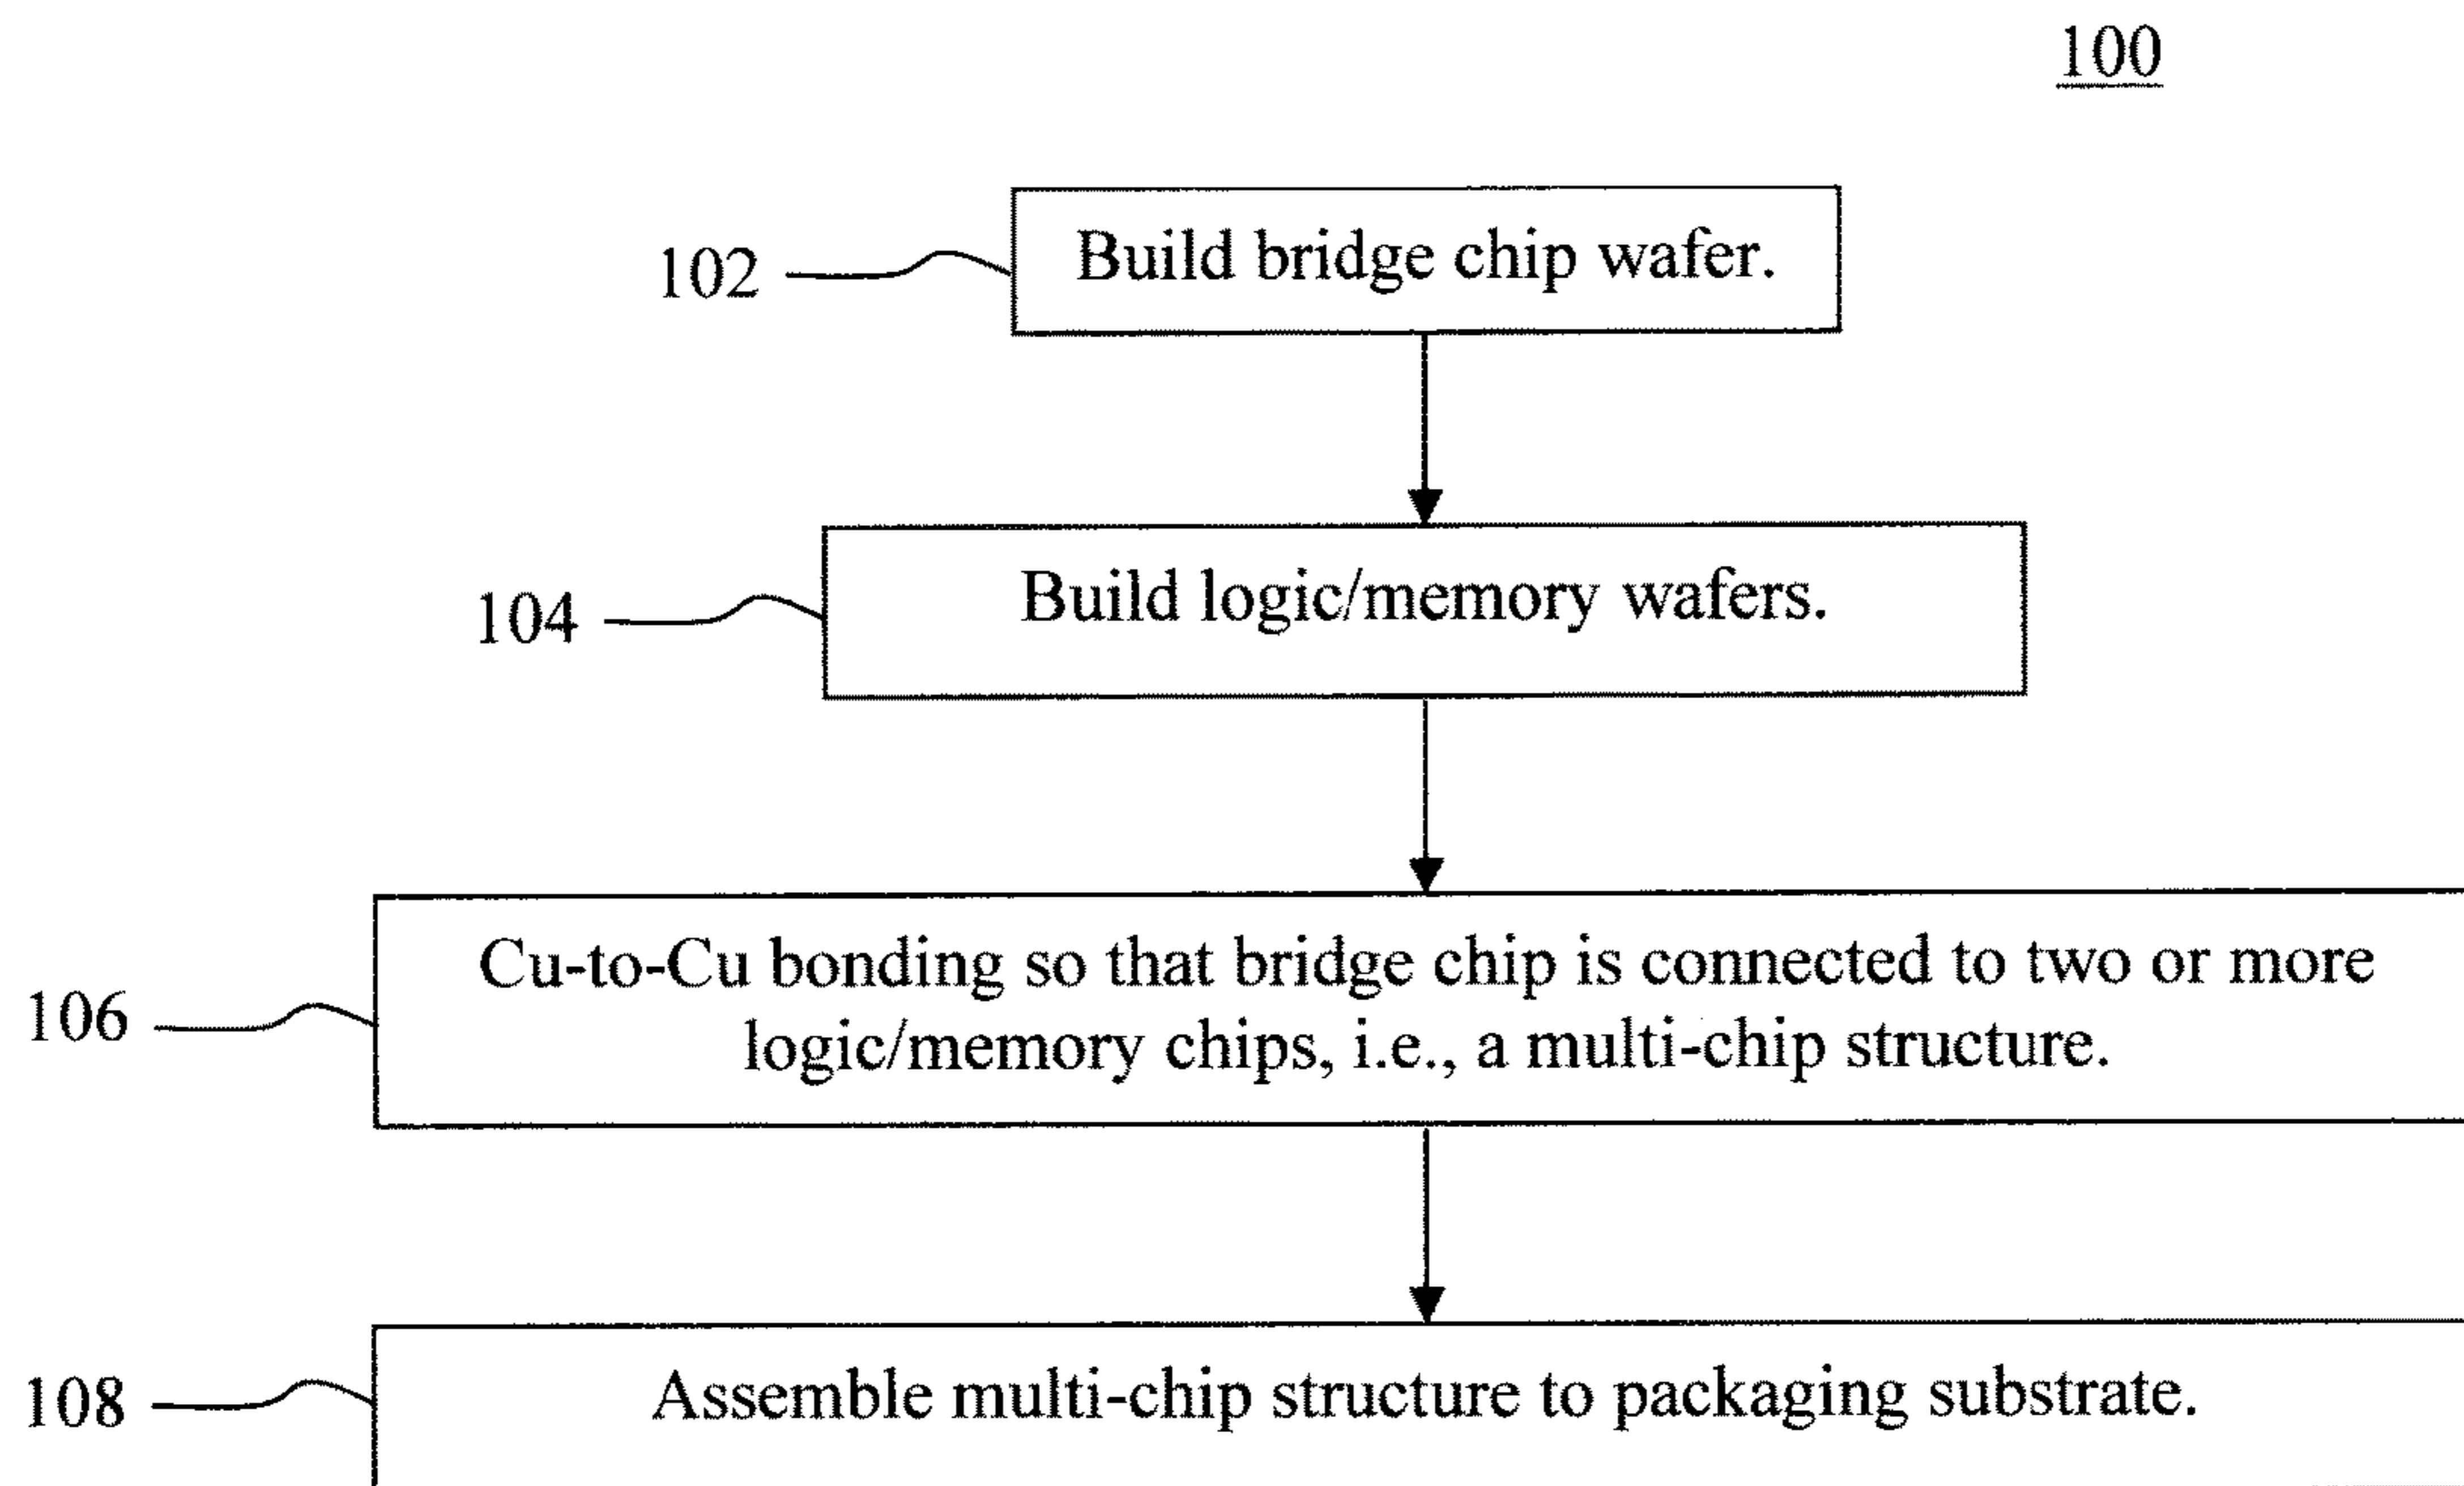 100
102
Build bridge chip wafer.
104
Build logic/memory wafers.
106
Cu-to-Cu bonding so that bridge chip is connected to two or more
logic/memory chips, i.e., a multi-chip structure.
108
Assemble multi-chip structure to packaging substrate.